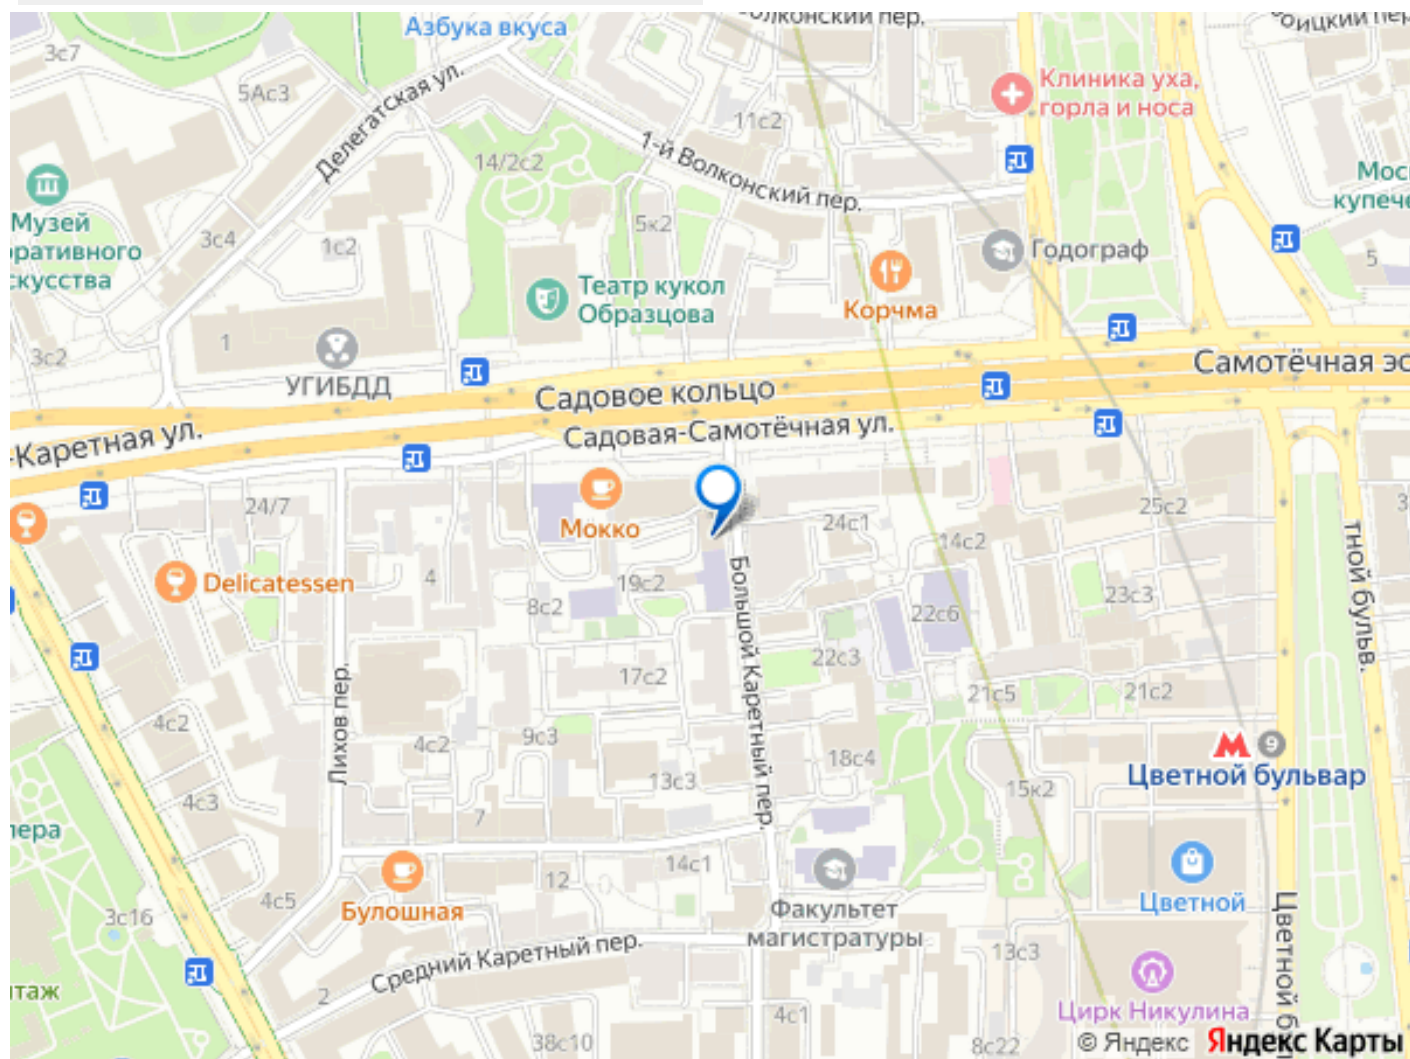 Азбука вкуса
3с7
5Ас3
Делегатская ул.
11с2
Клиника уха,
горла и носа
14/2с2
1-й Волконский пер.
Музей
3с4
1с2
5к2
Годограф
5
Театр кукол
Образцова
Корчма
3с2
1
УГИБДД
Садовое кольцо
Садовая-Самотёчная ул.
Самотёчная
-Каретная ул.
24/7
Мокко
24с1
25с2
14с2
Delicatessen
4
19с2
8с2
23с3
22с6
Большой Каретный пер.
22с3
17с2
21с5
21с2
Лихов пер.
4с2
4с2
9с3
18с4
13с3
9
Цветной бульвар
15к2
4с3
7
14с1
12
Булошная
4с5
3с16
Факультет
магистратуры
Цветной
Средний Каретный пер.
13с3
2
Цирк Никулина
4с1
38с10
8с22
© Яндекс Яндекс Карты